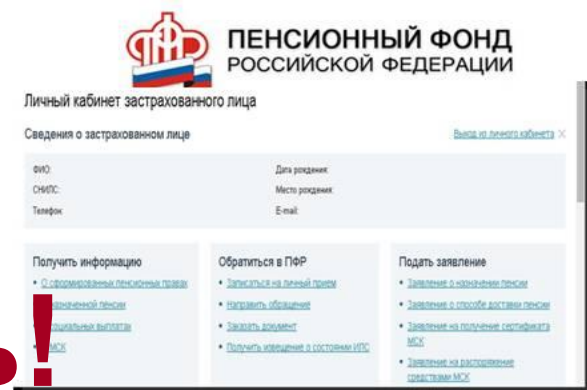 ПЕНСИОННЫЙ ФОНД
РОССИЙСКОЙ ФЕДЕРАЦИИ
Личный кабинет застрахованного лица
Сведения о застрахованном лице
Выход из личного кабинета ×
ФИО:
Дата рождения:
СНИЛС:
Место рождения:
Телефон:
E-mail:
Получить информацию
• О сформированных пенсионных правах
назначенной пенсии
социальных выплатах
МСК
Обратиться в ПФР
• Записаться на личный прием
• Направить обращение
• Заказать документ
• Получить извещение о состоянии ИЛС
Подать заявление
• Заявление о назначении пенсии
• Заявление о способе доставки пенсии
• Заявление на получение сертификата
МСК
• Заявление на распоряжение
средствами МСК
!